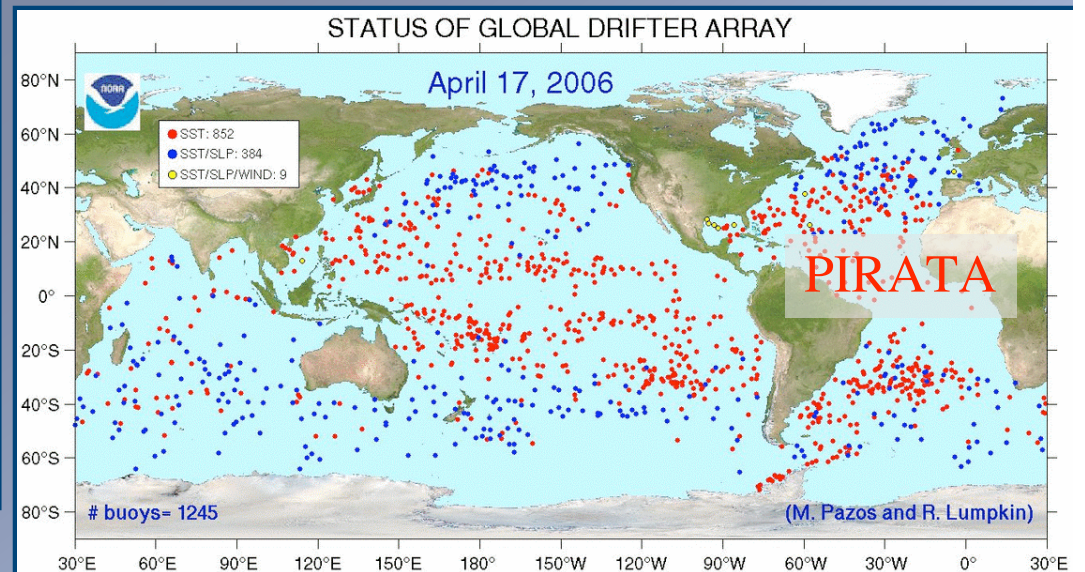 STATUS OF GLOBAL DRIFTER ARRAY
April 17, 2006
NOAA
SST: 852
SST/SLP: 384
SST/SLP/WIND: 9
PIRATA
# buoys= 1245
(M. Pazos and R. Lumpkin)
80°N
60°N
40°N
20°N
0°
20°S
40°S
60°S
80°S
30°E 60°E 90°E 120°E 150°E 180° 150°W 120°W 90°W 60°W 30°W 0° 30°E